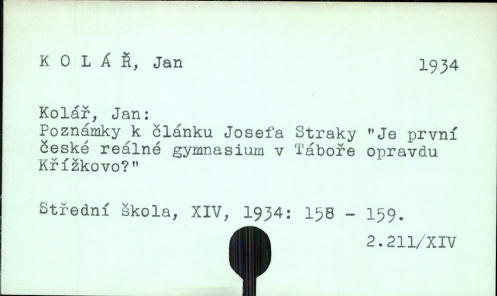 K O L Á Ř, Jan 1934
Kolář, Jan:
Poznámky k článku Josefa Straky "Je první
české reálné gymnasium v Táboře opravdu
Křížkovo?"
Střední škola, XIV, 1934: 158 - 159.
2.211/XIV